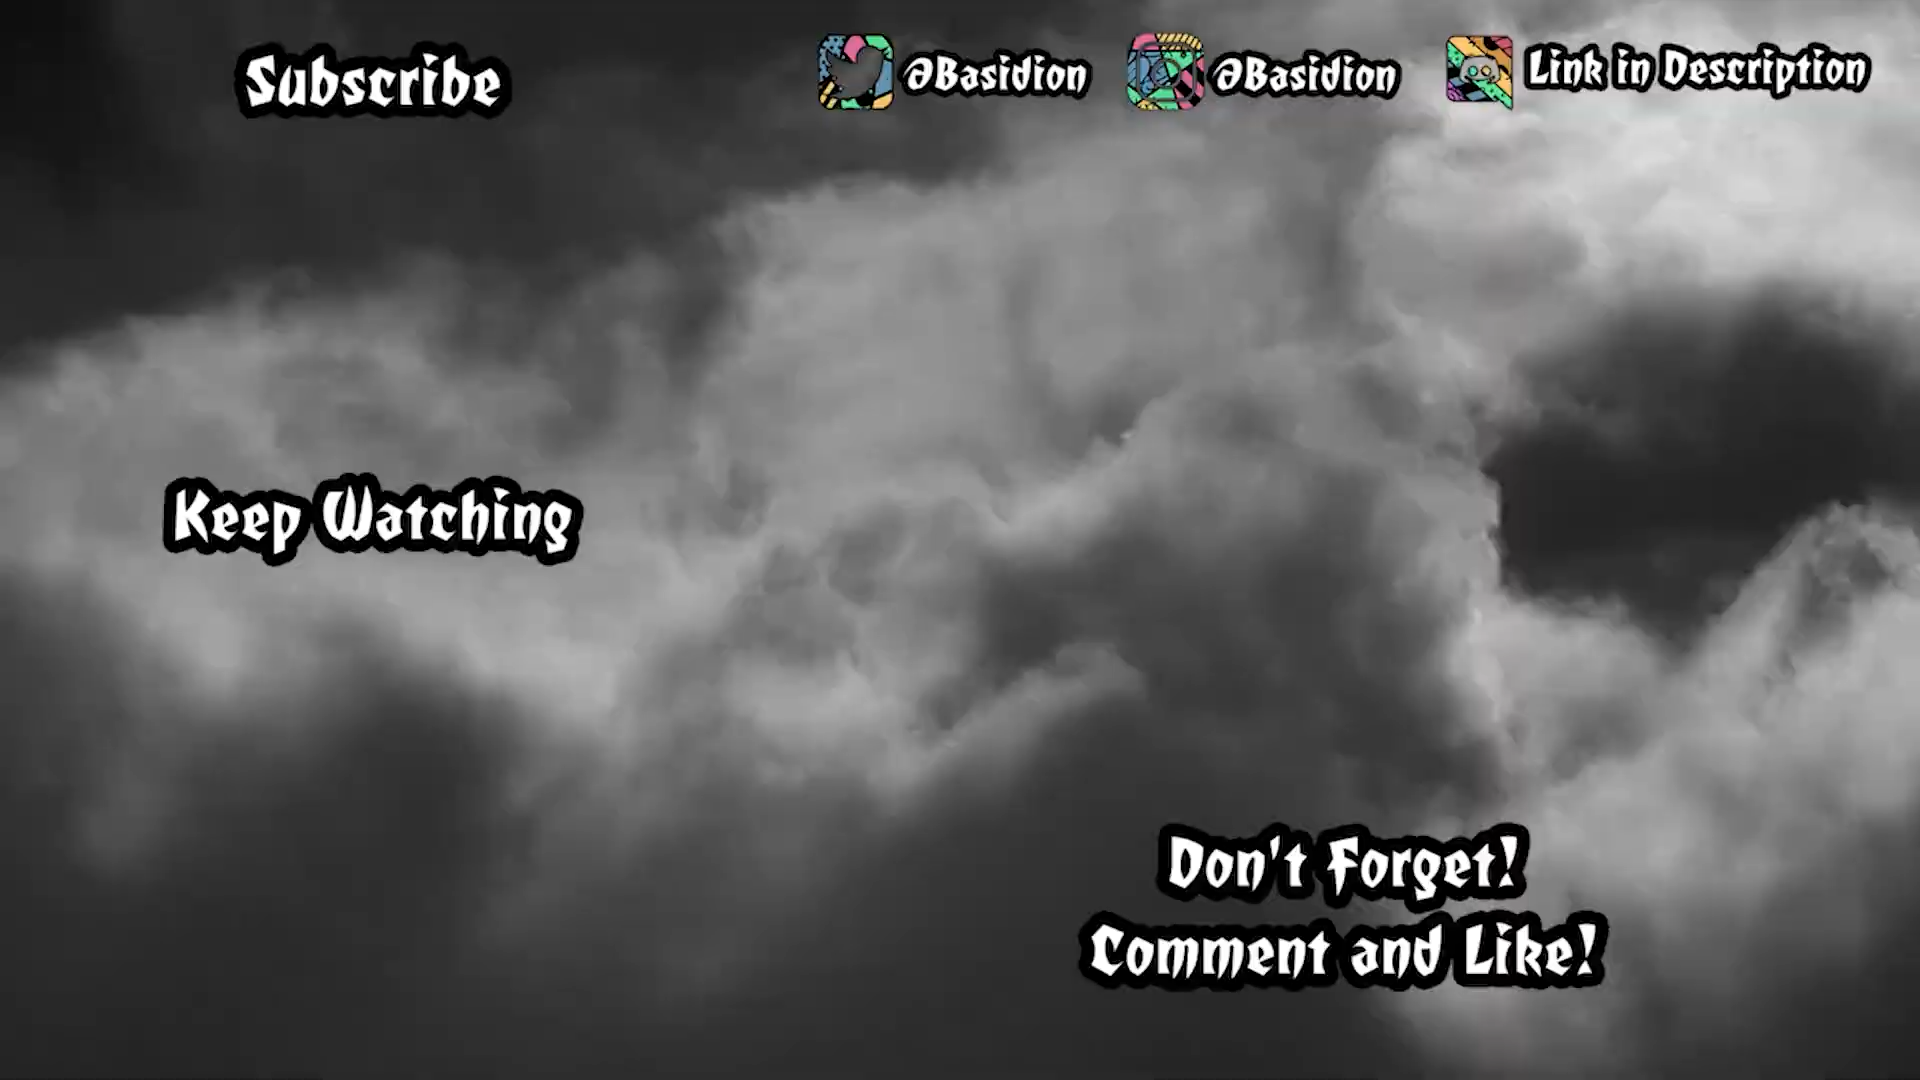 Subscribe
@Basidion
@Basidion
Link in Description
Keep Watching
Don't Forget!
Comment and Like!